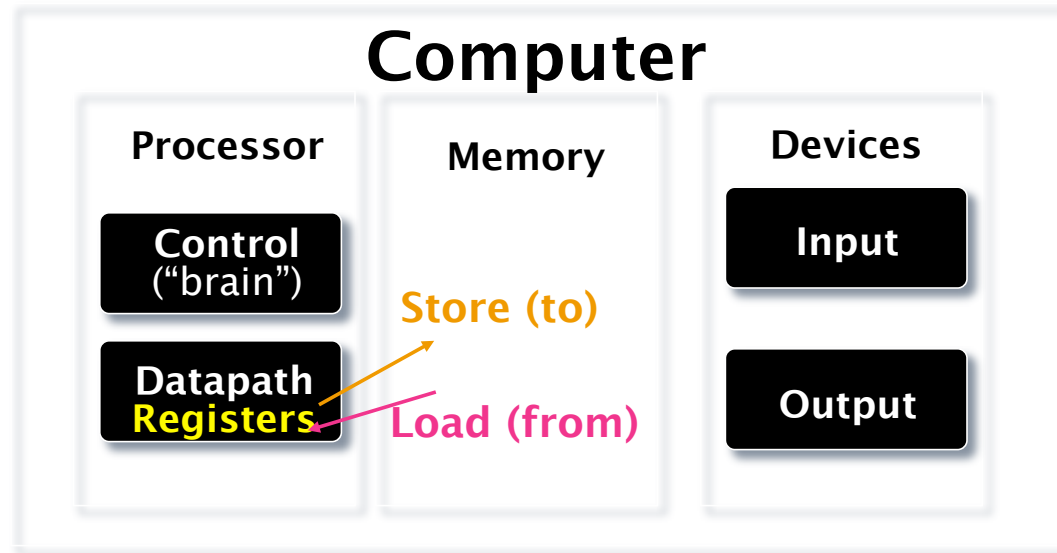 Computer
Processor
Control
(“brain”)
Datapath
Registers
Memory
Store (to)
Load (from)
Devices
Input
Output